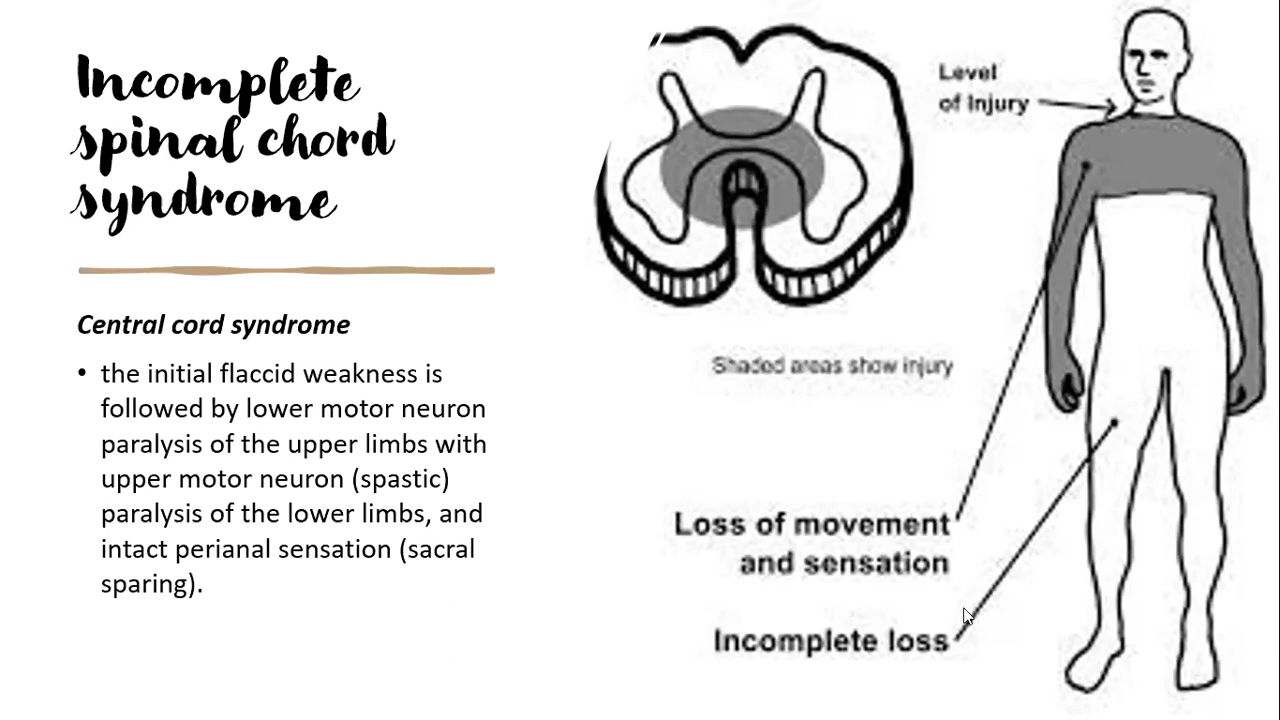 Incomplete
spinal chord
syndrome
Central cord syndrome
• the initial flaccid weakness is
followed by lower motor neuron
paralysis of the upper limbs with
upper motor neuron (spastic)
paralysis of the lower limbs, and
intact perianal sensation (sacral
sparing).
Level
of Injury
Shaded areas show injury
Loss of movement
and sensation
Incomplete loss